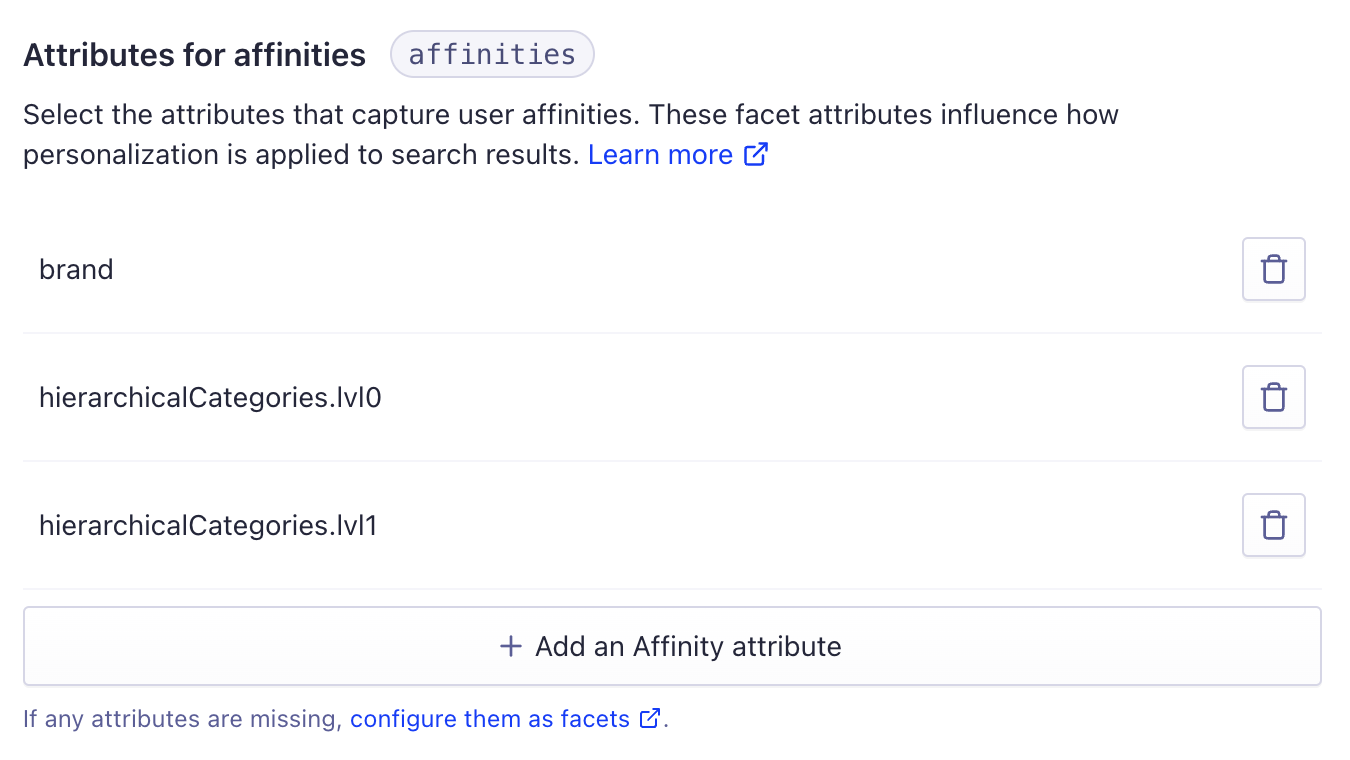 Attributes for affinities affinities
Select the attributes that capture user affinities. These facet attributes influence how
personalization is applied to search results. Learn more
brand
hierarchicalCategories.lvl0
hierarchicalCategories.lvl1
+ Add an Affinity attribute
If any attributes are missing, configure them as facets .